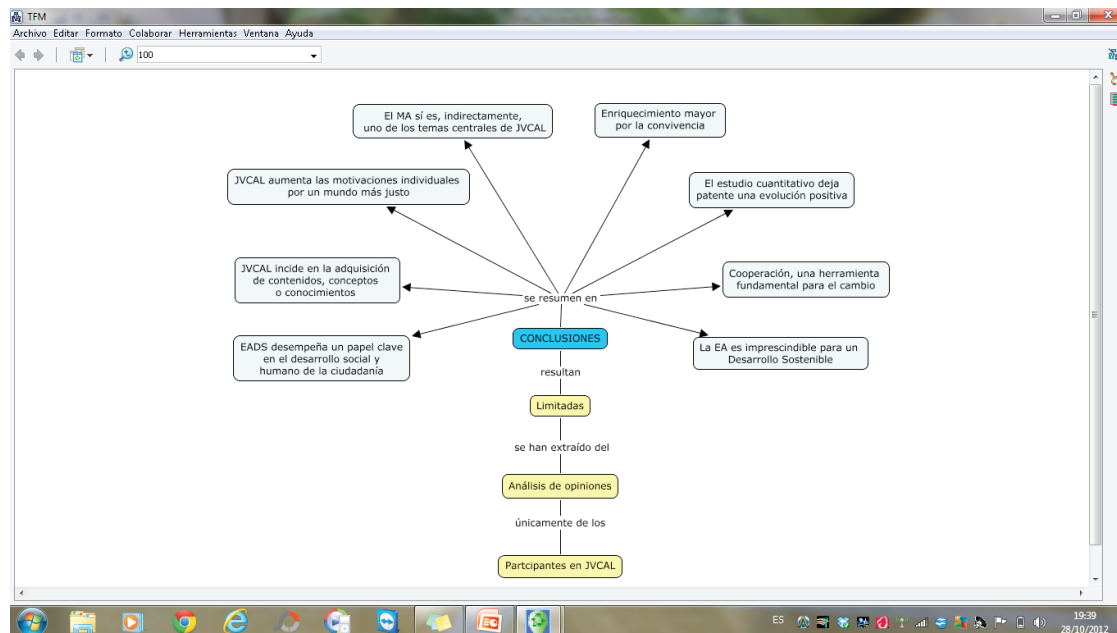 TFM
Archivo Editar Formato Colaborar Herramientas Ventana Ayuda
100
El MA sí es, indirectamente,
uno de los temas centrales de JVCAL
Enriquecimiento mayor
por la convivencia
JVCAL aumenta las motivaciones individuales
por un mundo más justo
El estudio cuantitativo deja
patente una evolución positiva
JVCAL incide en la adquisición
de contenidos, conceptos
o conocimientos
Cooperación, una herramienta
fundamental para el cambio
se resumen en
EADS desempeña un papel clave
en el desarrollo social y
humano de la ciudadanía
CONCLUSIONES
La EA es imprescindible para un
Desarrollo Sostenible
resultan
Limitadas
se han extraído del
Análisis de opiniones
únicamente de los
Partcipantes en JVCAL
ES
19:39
28/10/2012